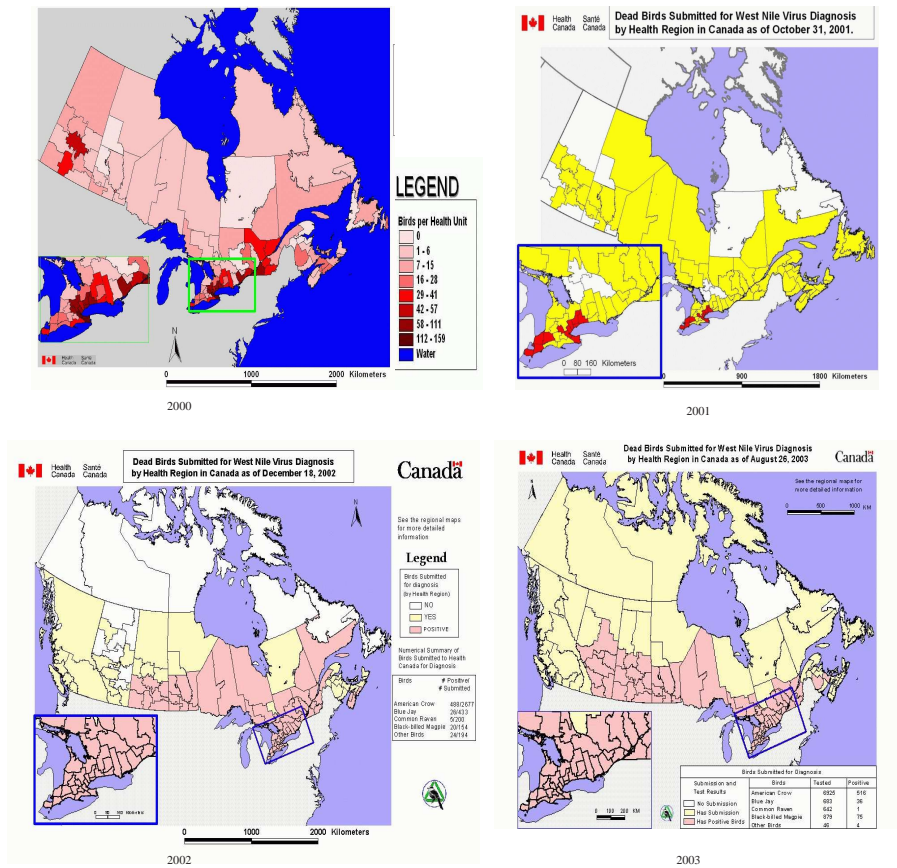 LEGEND
Birds per Health Unit
0
1 - 6
7 - 15
16 - 28
29 - 41
42 - 57
58 - 111
112 - 159
Water
N
Health Canada
Santé Canada
0 1000 2000 Kilometers
2000
Health Canada
Santé Canada
Dead Birds Submitted for West Nile Virus Diagnosis
by Health Region in Canada as of October 31, 2001.
0 80 160 Kilometers
0 900 1800 Kilometers
2001
Health Canada
Santé Canada
Dead Birds Submitted for West Nile Virus Diagnosis
by Health Region in Canada as of December 18, 2002
Canada
N
See the regional maps
for more detailed
information
Legend
Birds Submitted
for diagnosis
(by Health Region)
NO
YES
POSITIVE
Numerical Summary of
Birds Submitted to Health
Canada for Diagnosis
Birds # Positive/
# Submitted
American Crow 488/2677
Blue Jay 28/433
Common Raven 5/200
Black-billed Magpie 20/154
Other Birds 24/194
0 1000 2000 Kilometers
2002
Health Canada
Santé Canada
Dead Birds Submitted for West Nile Virus Diagnosis
by Health Region in Canada as of August 26, 2003
Canada
N
See the regional maps for
more detailed information
0 500 1000 KM
0 100 200 KM
Submission and
Test Results
No Submission
Has Submission
Has Positive Birds
Birds Submitted for Diagnosis
Birds Tested Positive
American Crow 6925 516
Blue Jay 683 36
Common Raven 642 1
Black-billed Magpie 879 75
Other Birds 46 4
2003